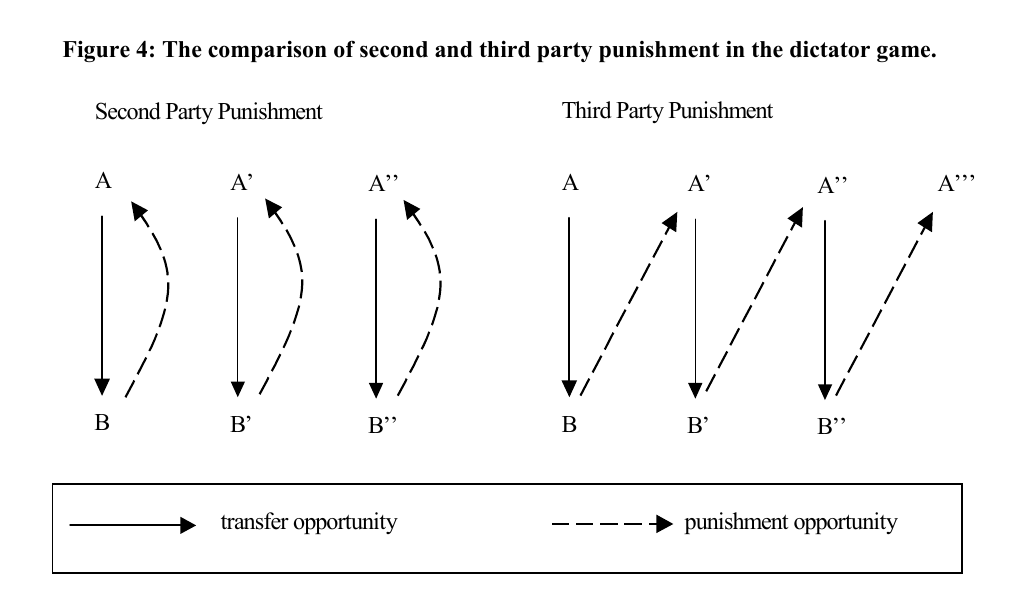 Figure 4: The comparison of second and third party punishment in the dictator game.
Second Party Punishment
Third Party Punishment
A A’ A’’
A A’ A’’ A’’’
B B’ B’’
B B’ B’’
transfer opportunity
punishment opportunity